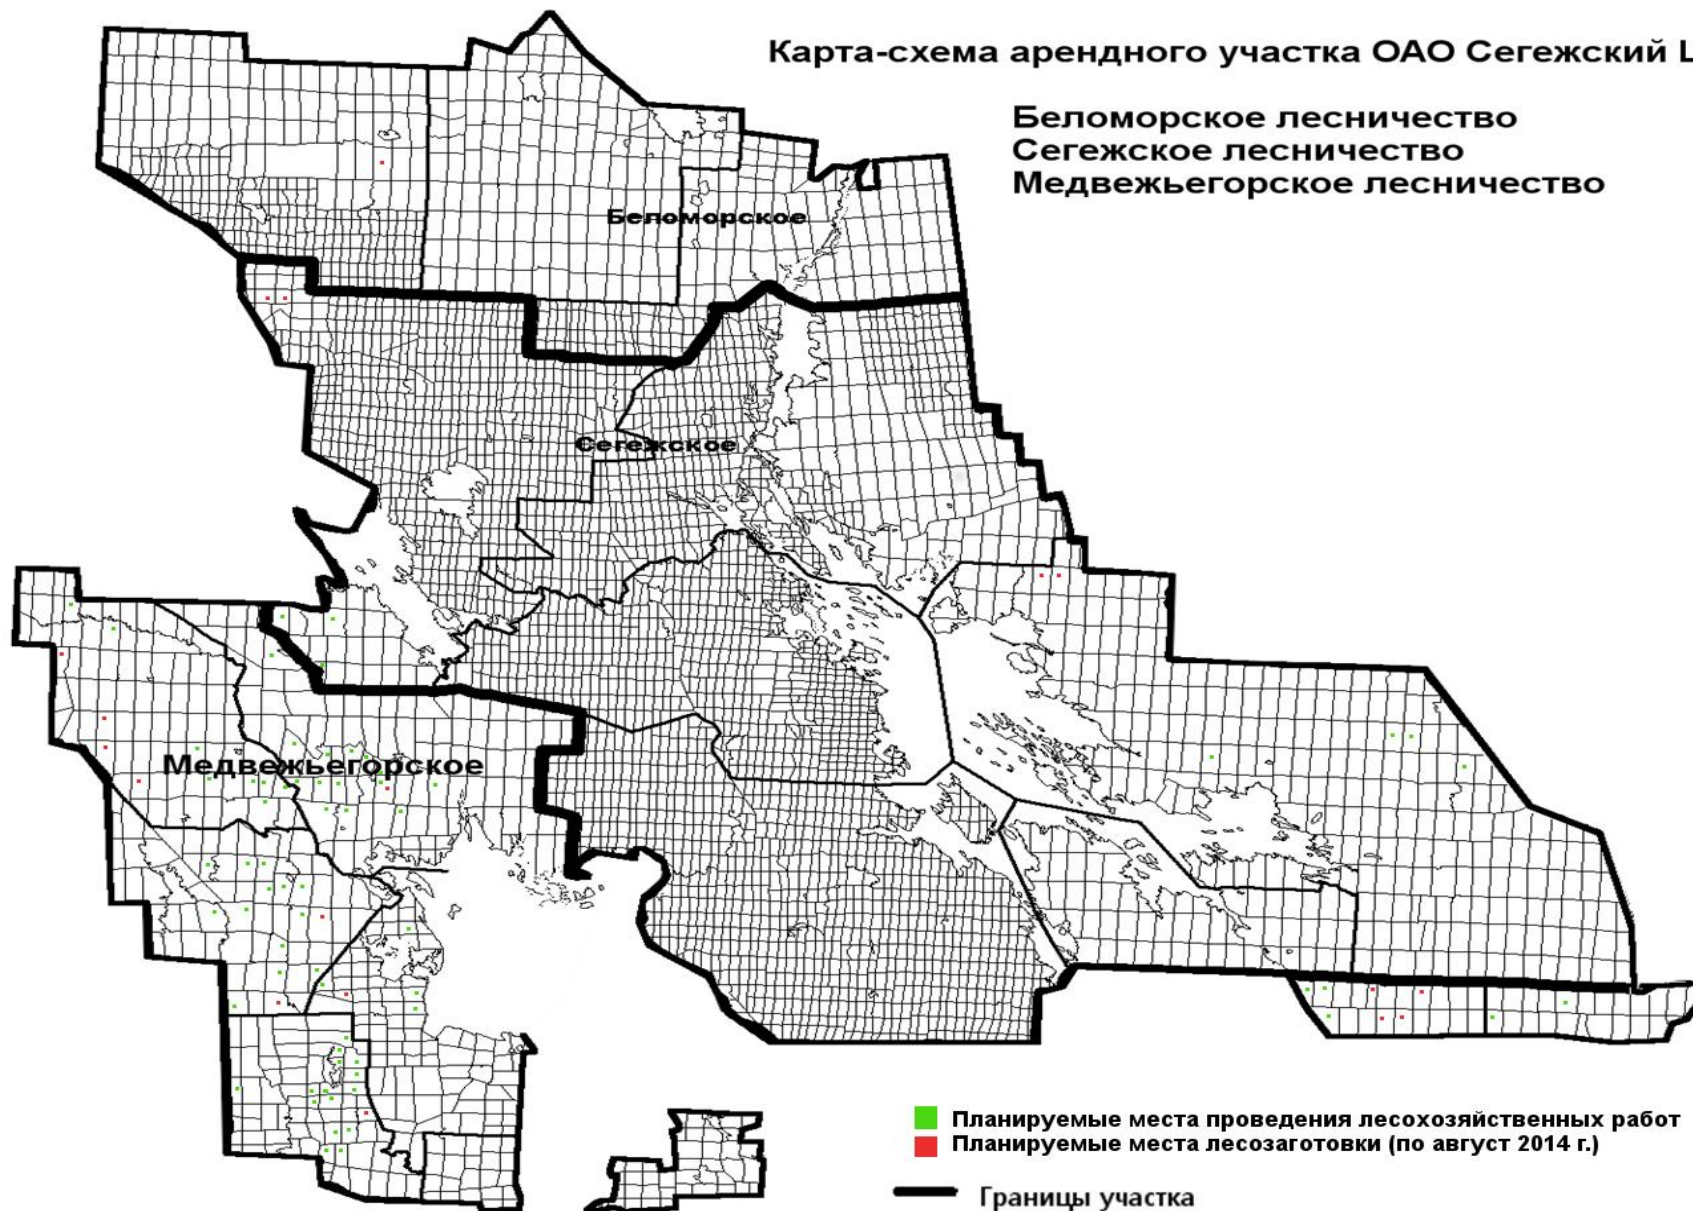 Карта-схема арендного участка ОАО Сегежский
Беломорское лесничество
Сегежское лесничество
Медвежьегорское лесничество
Беломорское
Сегежское
Медвежьегорское
Планируемые места проведения лесохозяйственных работ
Планируемые места лесозаготовки (по август 2014 г.)
Границы участка